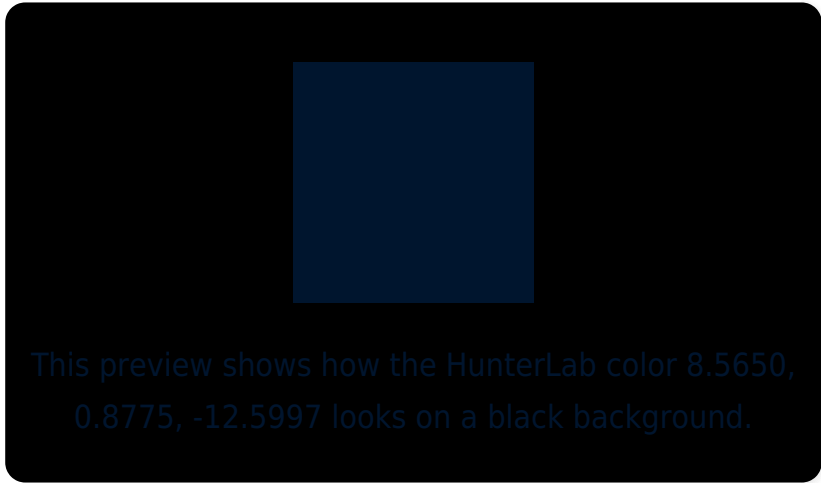 This preview shows how the HunterLab color 8.5650,
0.8775, -12.5997 looks on a black background.